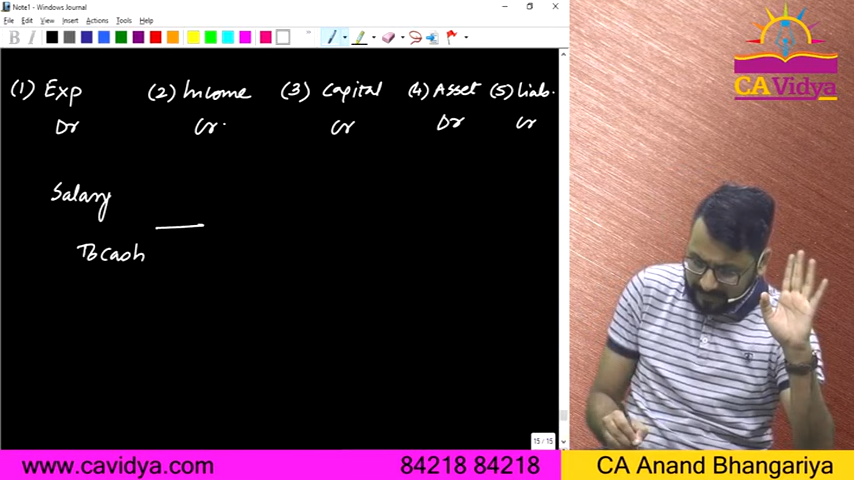 Note1 - Windows Journal
File Edit View Insert Actions Tools Help
B I
(1) Exp (2) Income (3) Capital (4) Asset (5) Liab.
Dr Cr. Cr Dr Cr
Salary
To Cash
15 / 15
CAVidya
www.cavidya.com 84218 84218 CA Anand Bhangariya